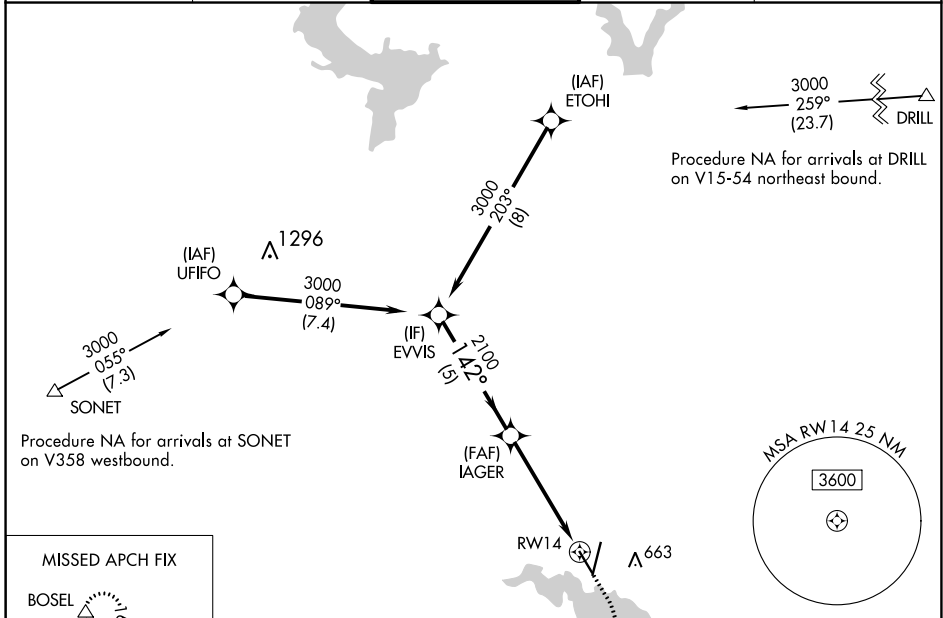 (IAF)
ETOHI
3000
203°
(8)
3000
259°
(23.7)
DRILL
Procedure NA for arrivals at DRILL
on V15-54 northeast bound.
1296
(IAF)
UFIFO
3000
089°
(7.4)
(IF)
EVVIS
2100
142°
(5)
3000
055°
(7.3)
SONET
Procedure NA for arrivals at SONET
on V358 westbound.
(FAF)
IAGER
MSA RW14 25 NM
3600
RW14
663
MISSED APCH FIX
BOSEL